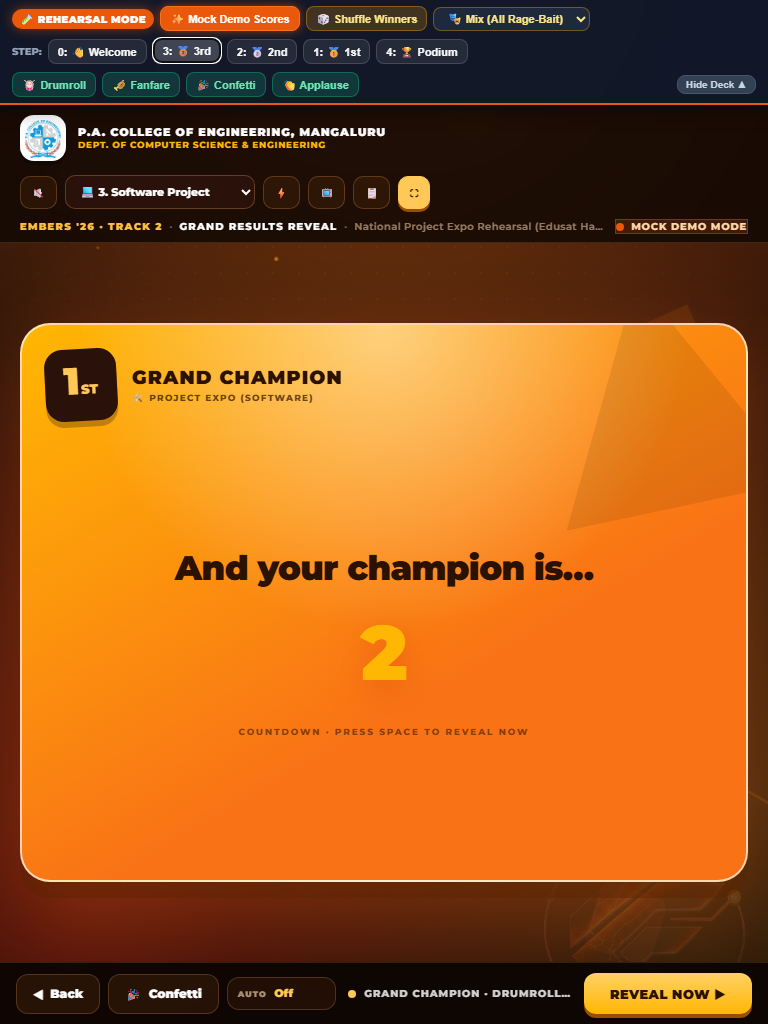 REHEARSAL MODE
Mock Demo Scores
Shuffle Winners
Mix (All Rage-Bait)
STEP:
0: Welcome
3: 3rd
2: 2nd
1: 1st
4: Podium
Drumroll
Fanfare
Confetti
Applause
Hide Deck ▲
P.A. COLLEGE OF ENGINEERING, MANGALURU
DEPT. OF COMPUTER SCIENCE & ENGINEERING
3. Software Project
EMBERS '26 • TRACK 2 · GRAND RESULTS REVEAL · National Project Expo Rehearsal (Edusat Ha...
MOCK DEMO MODE
1ST
GRAND CHAMPION
PROJECT EXPO (SOFTWARE)
And your champion is...
2
COUNTDOWN • PRESS SPACE TO REVEAL NOW
◀ Back
Confetti
AUTO Off
GRAND CHAMPION • DRUMROLL...
REVEAL NOW ▶